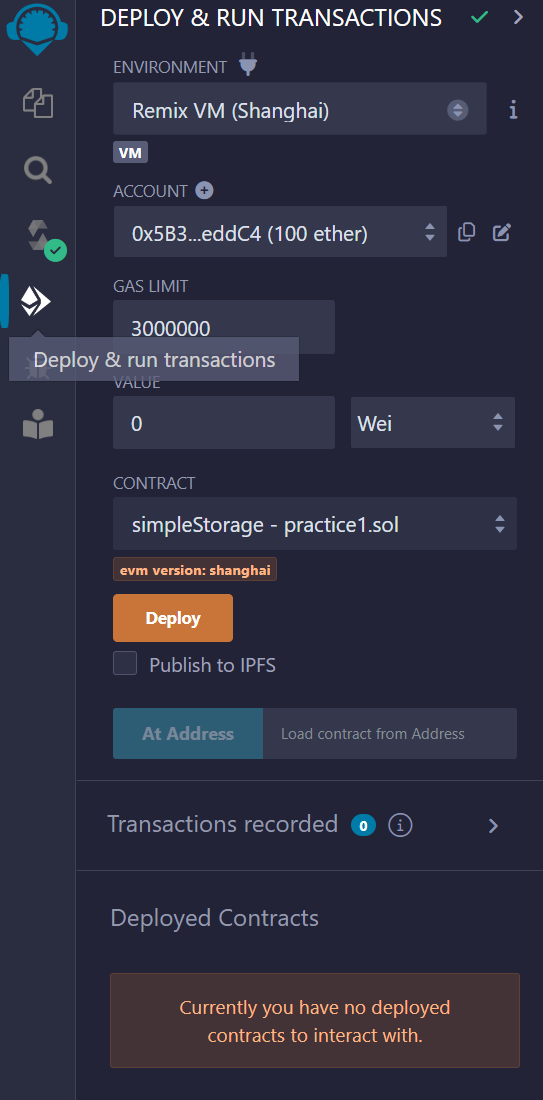 DEPLOY & RUN TRANSACTIONS
ENVIRONMENT
Remix VM (Shanghai)
VM
ACCOUNT
0x5B3...eddC4 (100 ether)
GAS LIMIT
3000000
Deploy & run transactions
VALUE
0
Wei
CONTRACT
simpleStorage - practice1.sol
evm version: shanghai
Deploy
Publish to IPFS
At Address
Load contract from Address
Transactions recorded 0
Deployed Contracts
Currently you have no deployed
contracts to interact with.